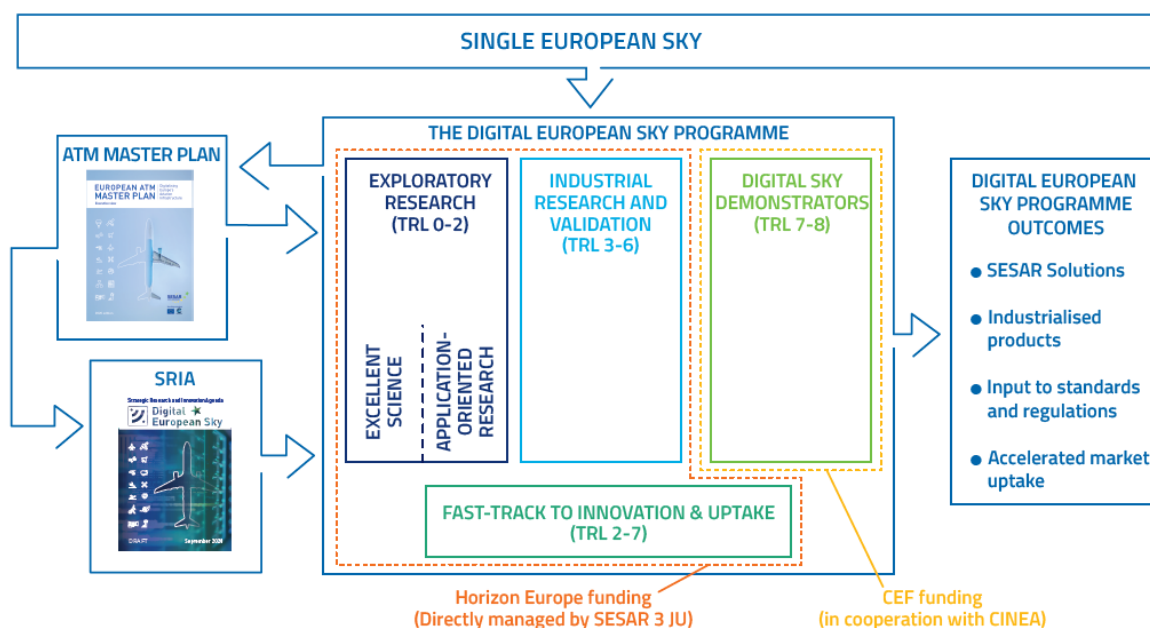 SINGLE EUROPEAN SKY
THE DIGITAL EUROPEAN SKY PROGRAMME
ATM MASTER PLAN
EUROPEAN ATM
MASTER PLAN
SRIA
Strategic Research and Innovation Agenda
Digital
European Sky
DRAFT
September 2020
EXPLORATORY
RESEARCH
(TRL 0-2)
EXCELLENT
SCIENCE
APPLICATION-
ORIENTED
RESEARCH
INDUSTRIAL
RESEARCH AND
VALIDATION
(TRL 3-6)
DIGITAL SKY
DEMONSTRATORS
(TRL 7-8)
FAST-TRACK TO INNOVATION & UPTAKE
(TRL 2-7)
DIGITAL EUROPEAN
SKY PROGRAMME
OUTCOMES
● SESAR Solutions
● Industrialised
products
● Input to standards
and regulations
● Accelerated market
uptake
Horizon Europe funding
(Directly managed by SESAR 3 JU)
CEF funding
(in cooperation with CINEA)